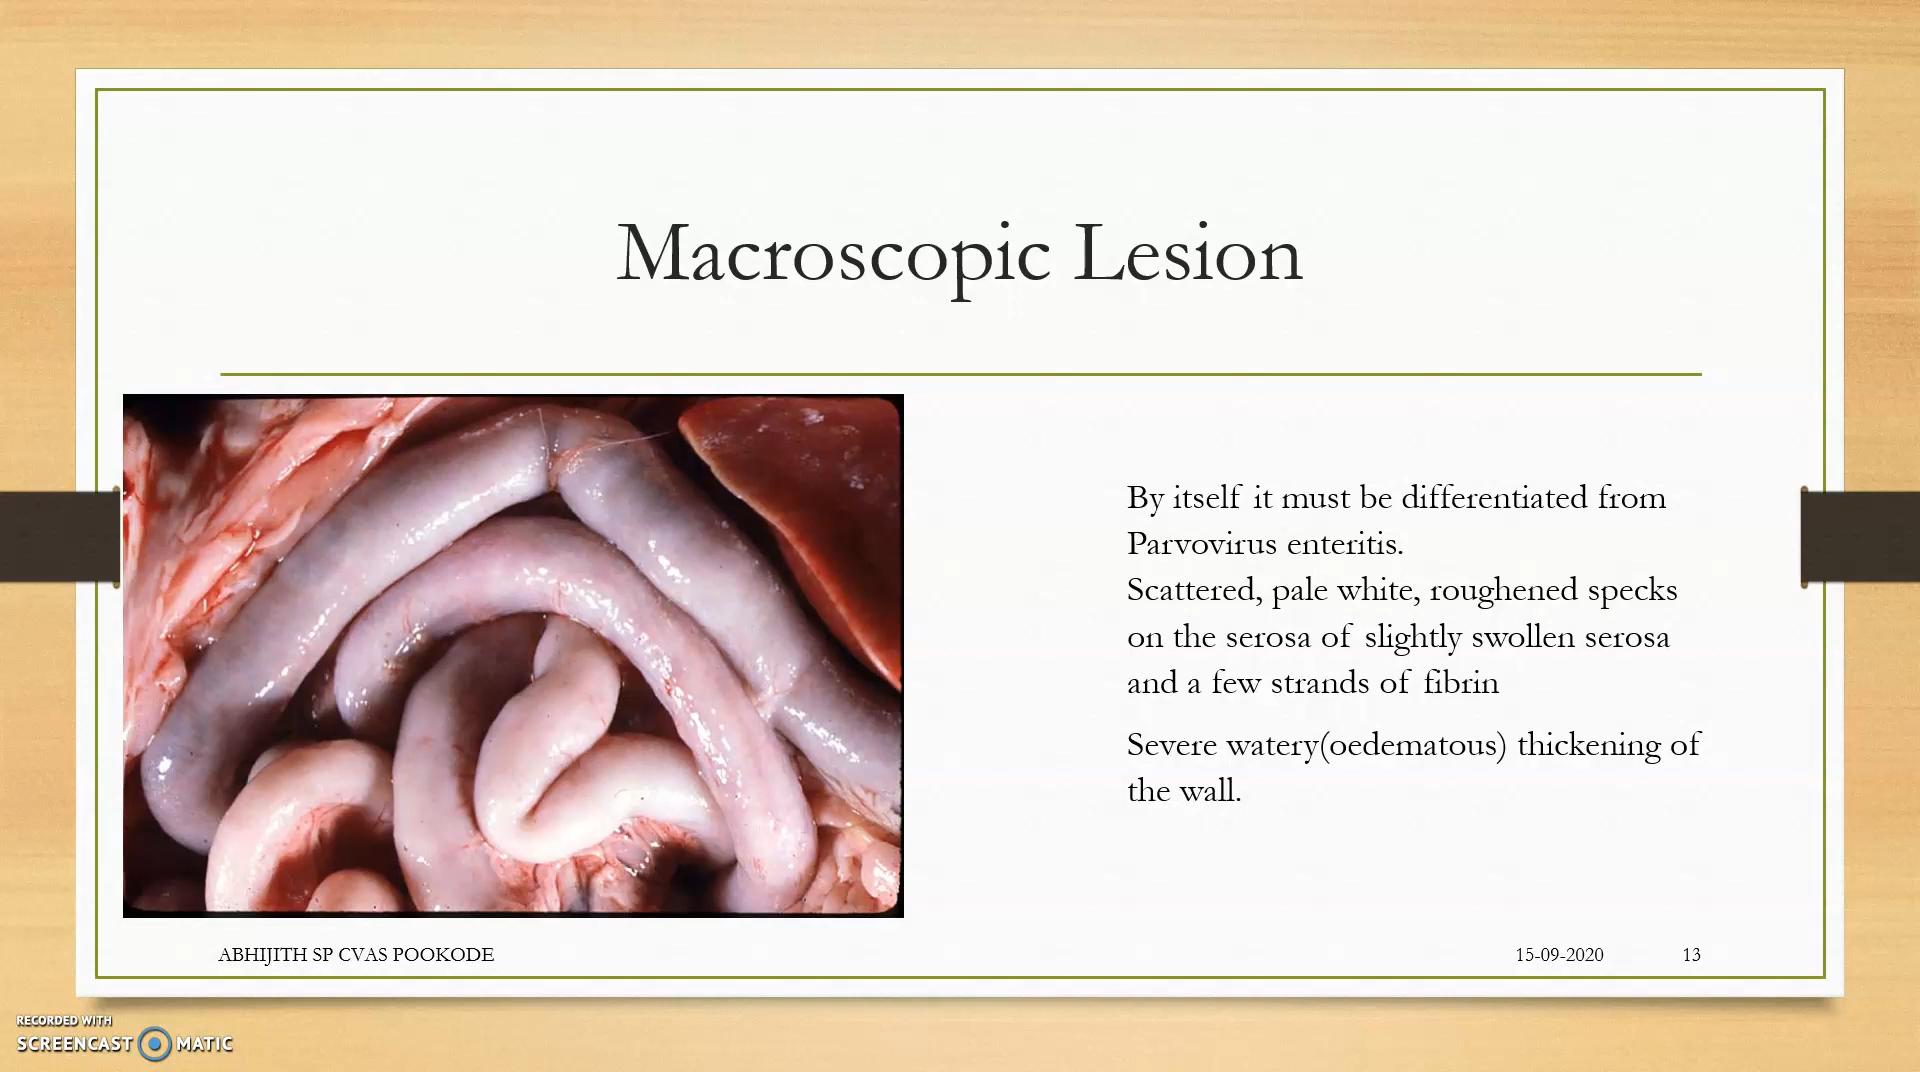 Macroscopic Lesion
By itself it must be differentiated from
Parvovirus enteritis.
Scattered, pale white, roughened specks
on the serosa of slightly swollen serosa
and a few strands of fibrin
Severe watery(oedematous) thickening of
the wall.
ABHIJITH SP CVAS POOKODE
15-09-2020
13
RECORDED WITH
SCREENCAST MATIC